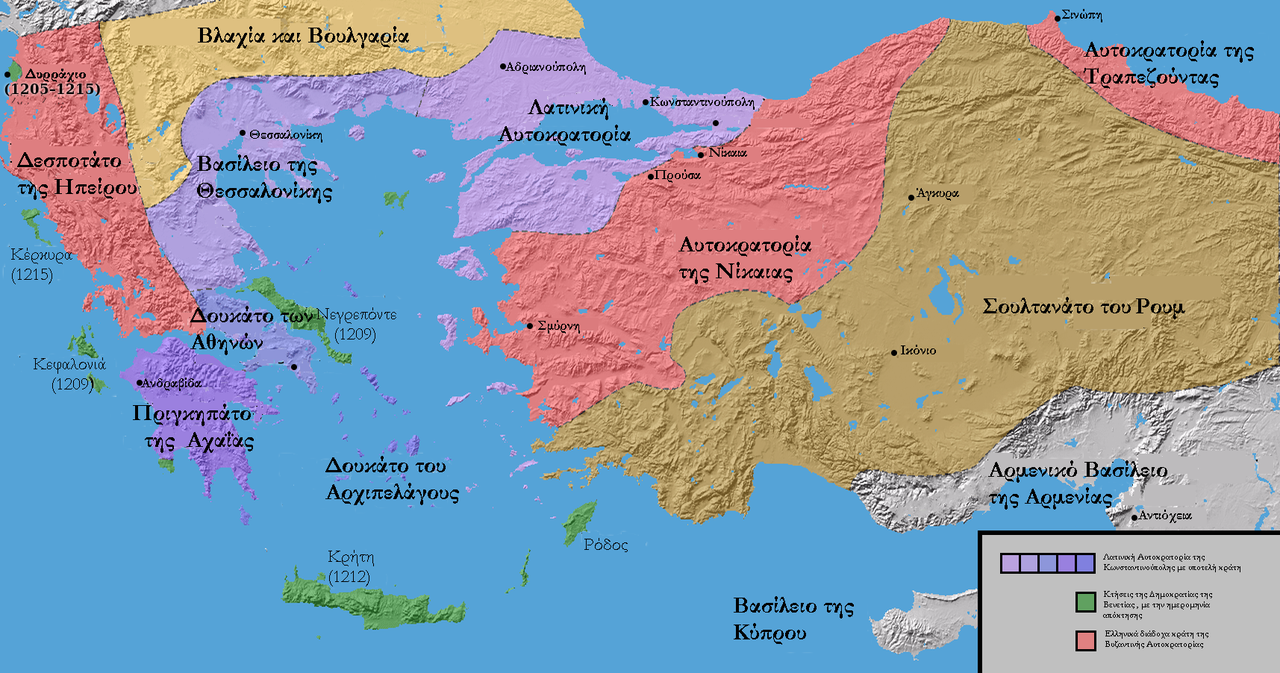 Βλαχία και Βουλγαρία
Σινώπη
Αυτοκρατορία της
Τραπεζούντας
Δυρράχιο
(1205-1215)
Αδριανούπολη
Λατινική
Αυτοκρατορία
Κωνσταντινούπολη
Θεσσαλονίκη
Βασίλειο της
Θεσσαλονίκης
Δεσποτάτο
της Ηπείρου
Νίκαια
Προύσα
Άγκυρα
Κέρκυρα
(1215)
Αυτοκρατορία
της Νίκαιας
Σουλτανάτο του Ρουμ
Δουκάτο των
Αθηνών
Νεγρεπόντε
(1209)
Σμύρνη
Ικόνιο
Κεφαλονιά
(1209)
Ανδραβίδα
Πριγκηπάτο
της Αχαΐας
Δουκάτο του
Αρχιπελάγους
Αρμενικό Βασίλειο
της Αρμενίας
Αντιόχεια
Ρόδος
Κρήτη
(1212)
Βασίλειο της
Κύπρου
Λατινική Αυτοκρατορία της
Κωνσταντινούπολης με υποτελή κράτη
Κτήσεις της Δημοκρατίας της
Βενετίας, με την ημερομηνία
απόκτησης
Ελληνικά διάδοχα κράτη της
Βυζαντινής Αυτοκρατορίας